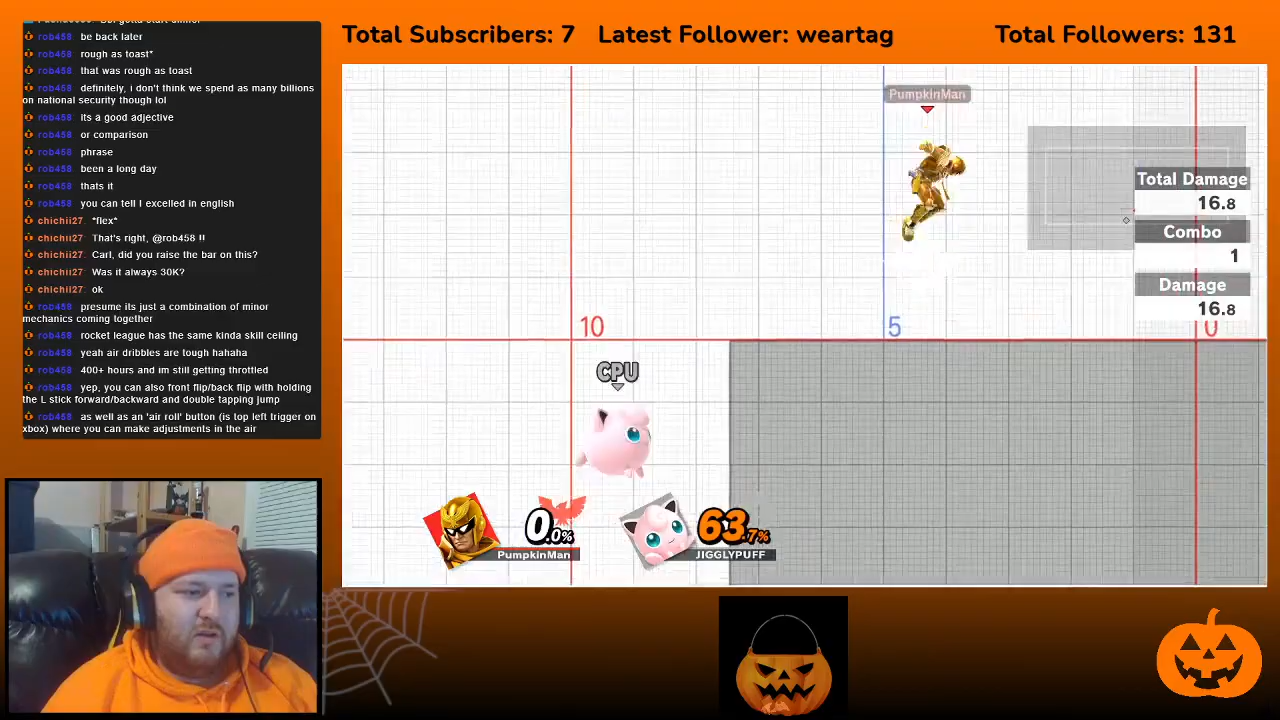 Total Subscribers: 7 Latest Follower: weartag Total Followers: 131
rob458 be back later
rob458 rough as toast*
rob458 that was rough as toast
rob458 definitely, i don't think we spend as many billions
on national security though lol
rob458 its a good adjective
rob458 or comparison
rob458 phrase
rob458 been a long day
rob458 thats it
rob458 you can tell I excelled in english
chichii27: *flex*
chichii27: That's right, @rob458 !!
chichii27: Carl, did you raise the bar on this?
chichii27: Was it always 30K?
chichii27: ok
rob458 presume its just a combination of minor
mechanics coming together
rob458 rocket league has the same kinda skill ceiling
rob458 yeah air dribbles are tough hahaha
rob458 400+ hours and im still getting throttled
rob458 yep, you can also front flip/back flip with holding
the L stick forward/backward and double tapping jump
rob458 as well as an 'air roll' button (is top left trigger on
xbox) where you can make adjustments in the air
PumpkinMan
Total Damage
16.8
Combo
1
Damage
16.8
10
5
0
CPU
0.0%
PumpkinMan
63.7%
JIGGLYPUFF